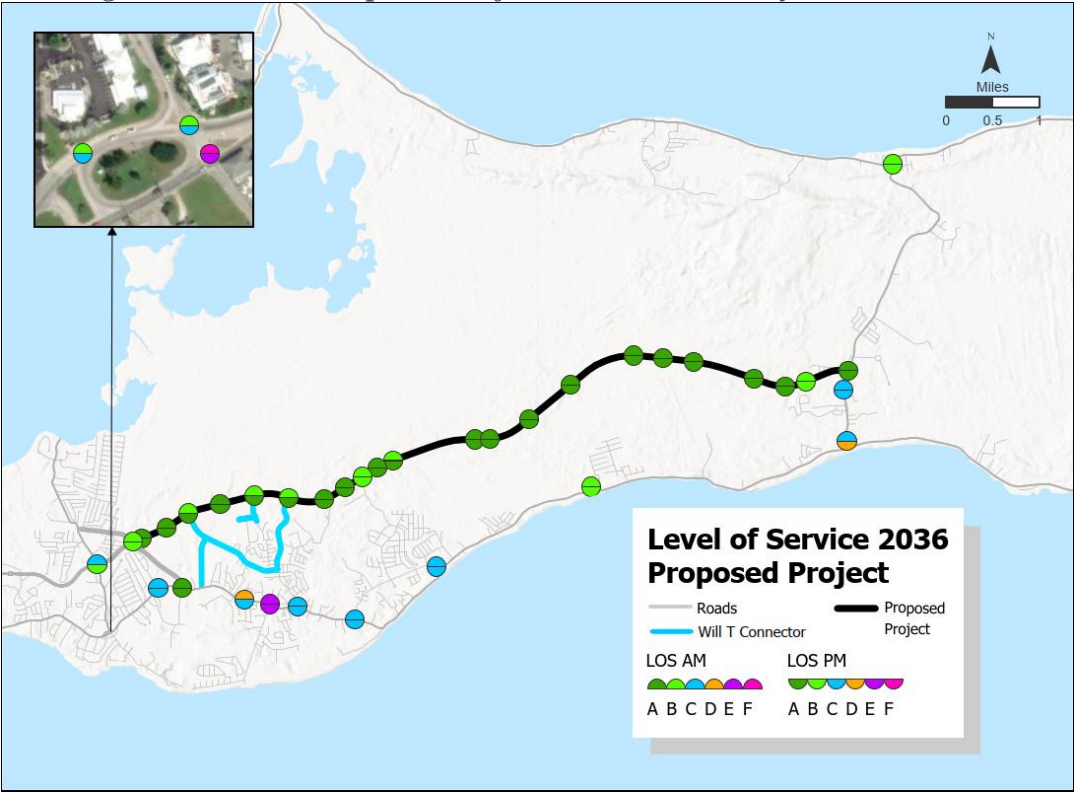 N
Miles
0 0.5 1
Level of Service 2036
Proposed Project
Roads
Proposed
Project
Will T Connector
LOS AM
LOS PM
A B C D E F
A B C D E F